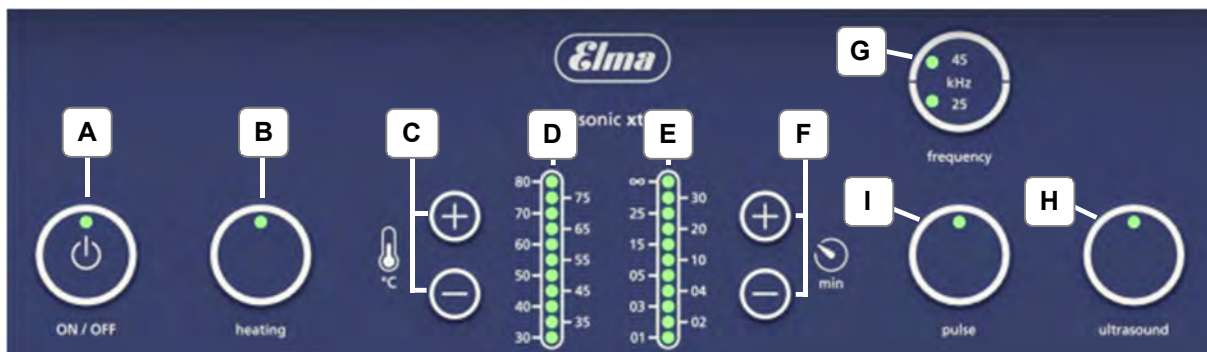 Elma
sonic xt
A
B
C
D
E
F
G
H
I
45
kHz
25
frequency
ON / OFF
heating
°C
80
75
70
65
60
55
50
45
40
35
30
∞
30
25
20
15
10
05
04
03
02
01
min
pulse
ultrasound